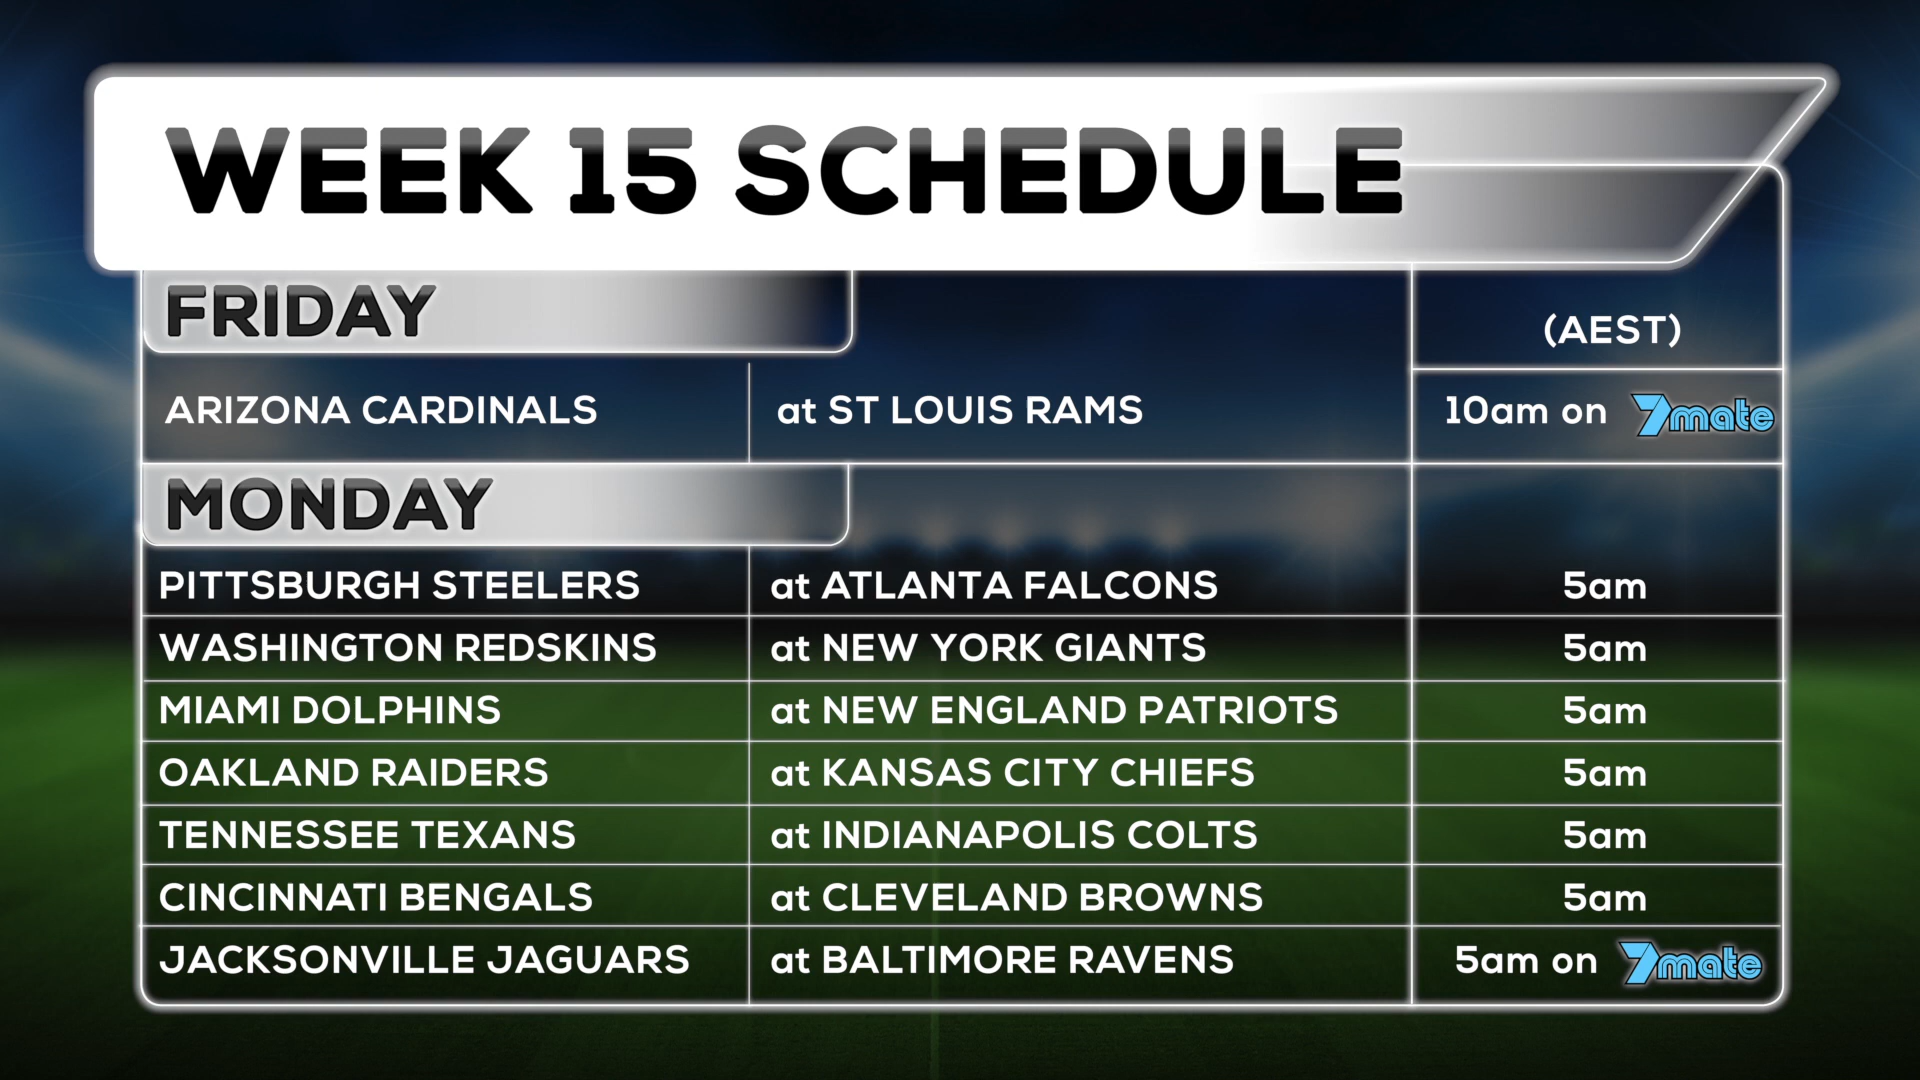 WEEK 15 SCHEDULE
FRIDAY
(AEST)
ARIZONA CARDINALS at ST LOUIS RAMS 10am on 7mate
MONDAY
PITTSBURGH STEELERS at ATLANTA FALCONS 5am
WASHINGTON REDSKINS at NEW YORK GIANTS 5am
MIAMI DOLPHINS at NEW ENGLAND PATRIOTS 5am
OAKLAND RAIDERS at KANSAS CITY CHIEFS 5am
TENNESSEE TEXANS at INDIANAPOLIS COLTS 5am
CINCINNATI BENGALS at CLEVELAND BROWNS 5am
JACKSONVILLE JAGUARS at BALTIMORE RAVENS 5am on 7mate